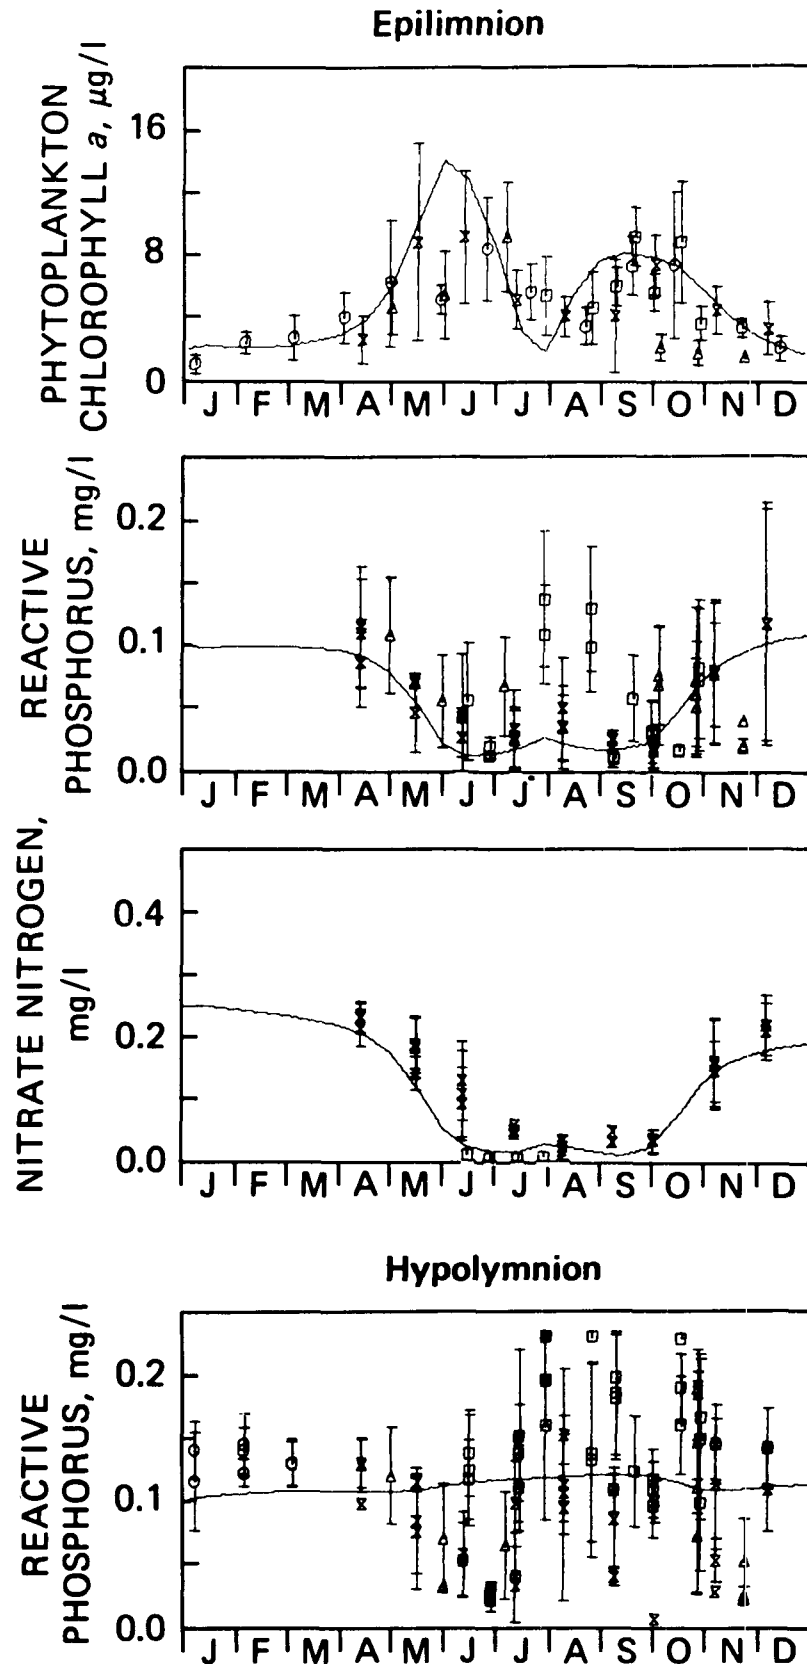 Epilimnion
PHYTOPLANKTON
CHLOROPHYLL a, µg/l
16
8
0
J F M A M J J A S O N D
REACTIVE
PHOSPHORUS, mg/l
0.2
0.1
0.0
J F M A M J J A S O N D
NITRATE NITROGEN,
mg/l
0.4
0.2
0.0
J F M A M J J A S O N D
Hypolymnion
REACTIVE
PHOSPHORUS, mg/l
0.2
0.1
0.0
J F M A M J J A S O N D